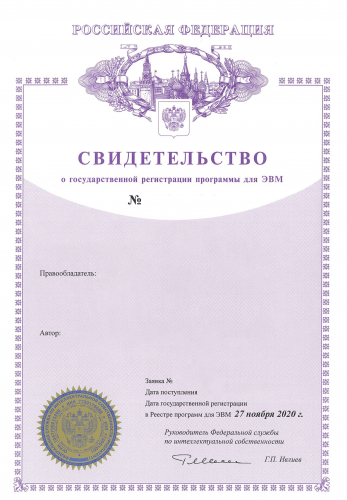 РОССИЙСКАЯ ФЕДЕРАЦИЯ
СВИДЕТЕЛЬСТВО
о государственной регистрации программы для ЭВМ
№
Правообладатель:
Автор:
Заявка №
Дата поступления
Дата государственной регистрации
в Реестре программ для ЭВМ 27 ноября 2020 г.
Руководитель Федеральной службы
по интеллектуальной собственности
Г.П. Ивлиев